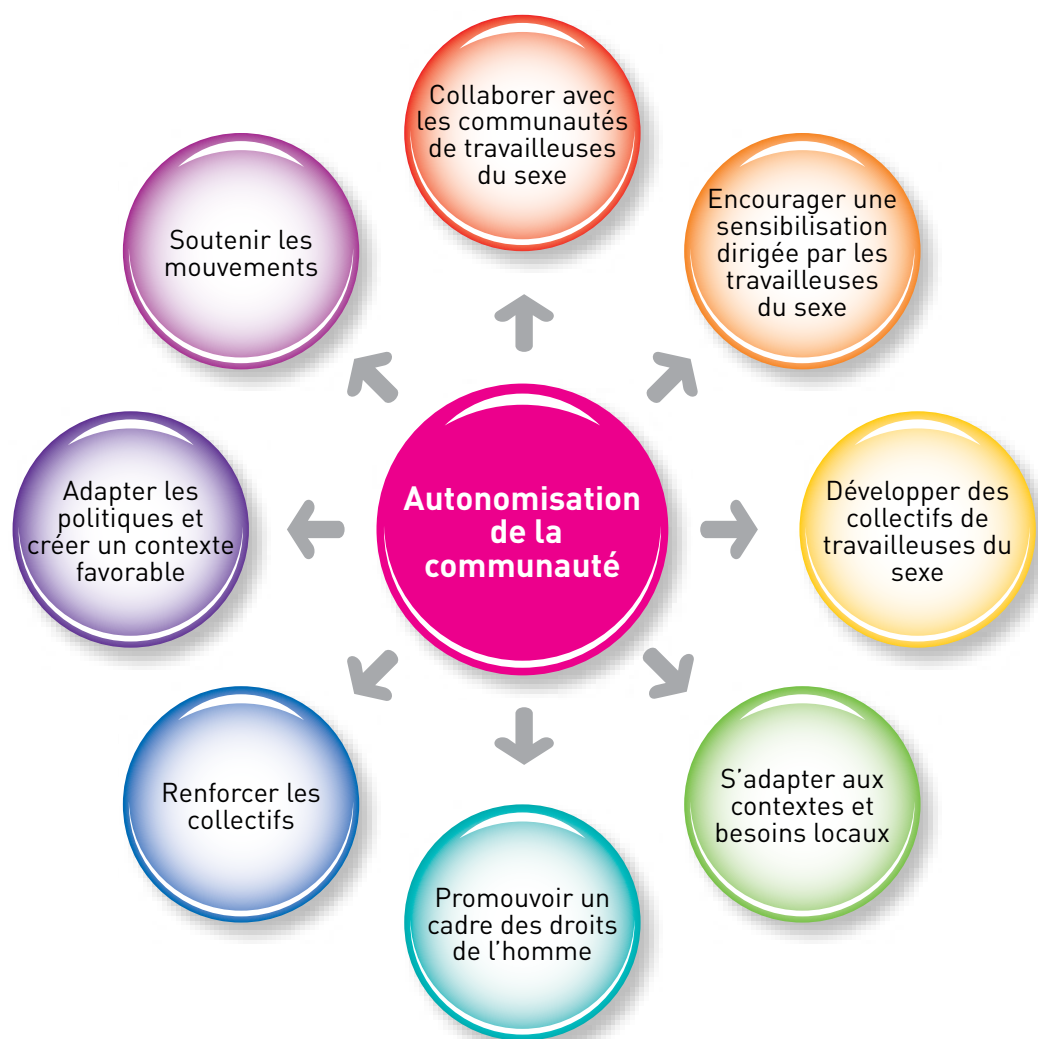 Collaborer avec
les communautés
de travailleuses
du sexe
Encourager une
sensibilisation
dirigée par les
travailleuses
du sexe
Développer des
collectifs de
travailleuses du
sexe
S'adapter aux
contextes et
besoins locaux
Promouvoir un
cadre des droits
de l'homme
Renforcer les
collectifs
Adapter les
politiques et
créer un contexte
favorable
Soutenir les
mouvements
Autonomisation
de la
communauté